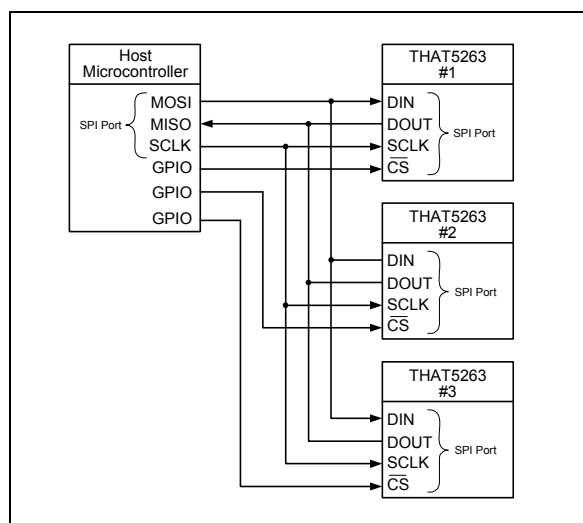 Host
Microcontroller
SPI Port
MOSI
MISO
SCLK
GPIO
GPIO
GPIO
THAT5263
#1
DIN
DOUT
SCLK
CS
SPI Port
THAT5263
#2
DIN
DOUT
SCLK
CS
SPI Port
THAT5263
#3
DIN
DOUT
SCLK
CS
SPI Port